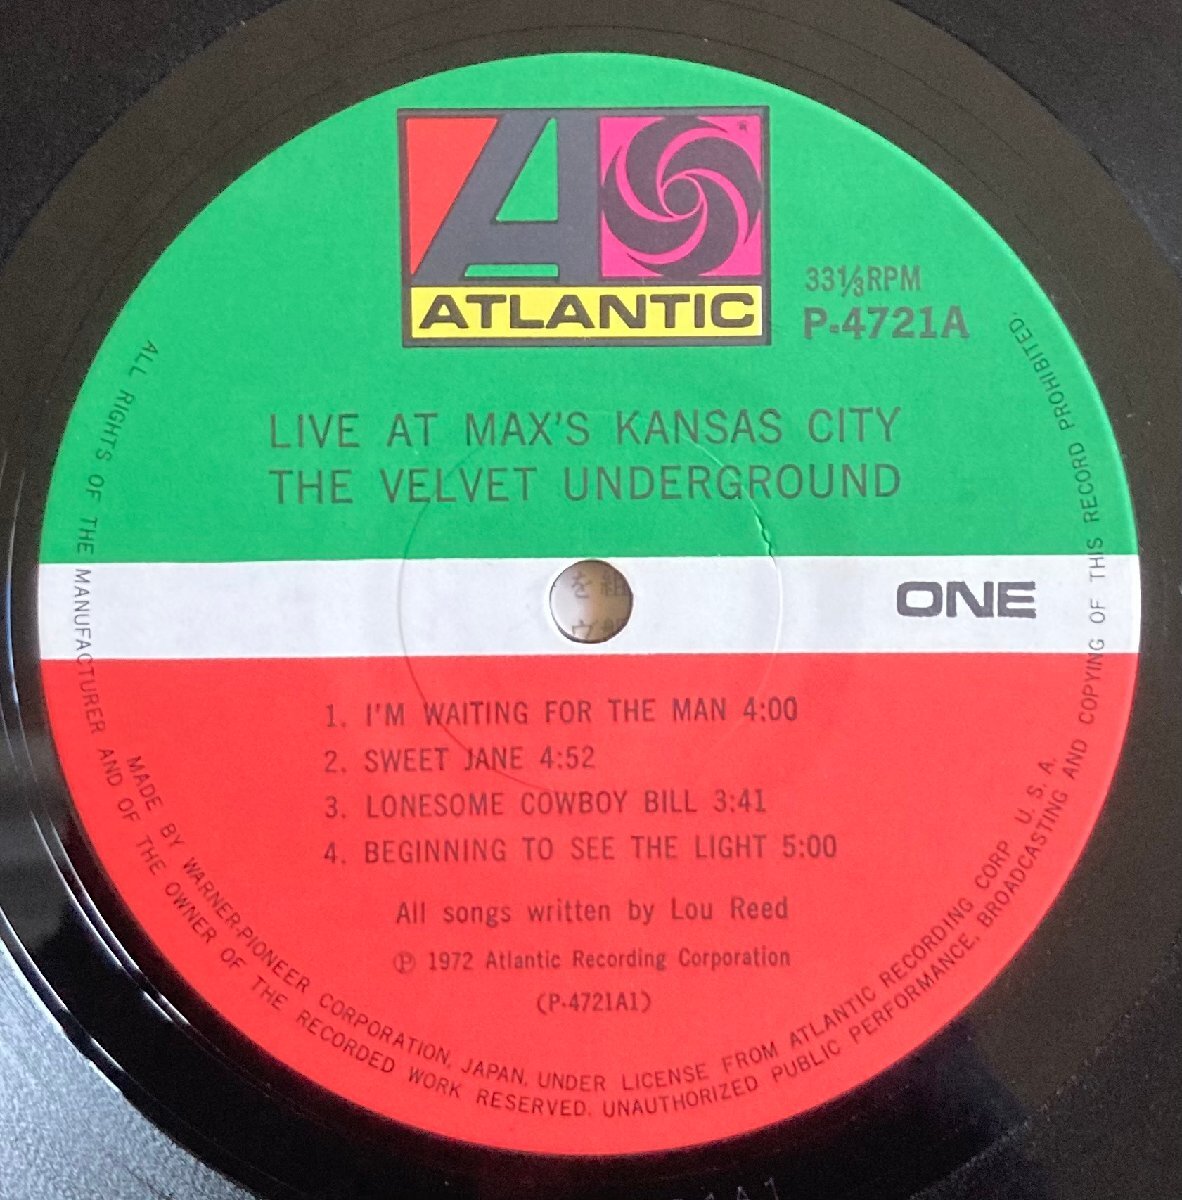 ATLANTIC
®
33⅓RPM
P-4721A
LIVE AT MAX'S KANSAS CITY
THE VELVET UNDERGROUND
ONE
1. I'M WAITING FOR THE MAN 4:00
2. SWEET JANE 4:52
3. LONESOME COWBOY BILL 3:41
4. BEGINNING TO SEE THE LIGHT 5:00
All songs written by Lou Reed
℗ 1972 Atlantic Recording Corporation
(P-4721A1)
MADE BY WARNER-PIONEER CORPORATION, JAPAN, UNDER LICENSE FROM ATLANTIC RECORDING CORP. U. S. A.
ALL RIGHTS OF THE MANUFACTURER AND OF THE OWNER OF THE RECORDED WORK RESERVED. UNAUTHORIZED PUBLIC PERFORMANCE, BROADCASTING AND COPYING OF THIS RECORD PROHIBITED.